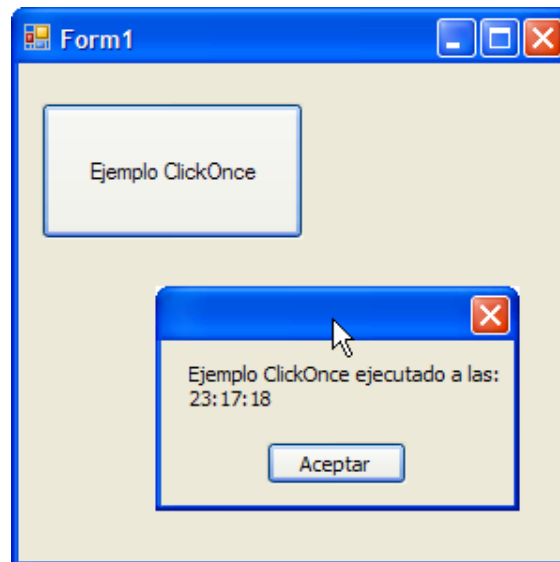 Form1
Ejemplo ClickOnce
Ejemplo ClickOnce ejecutado a las:
23:17:18
Aceptar